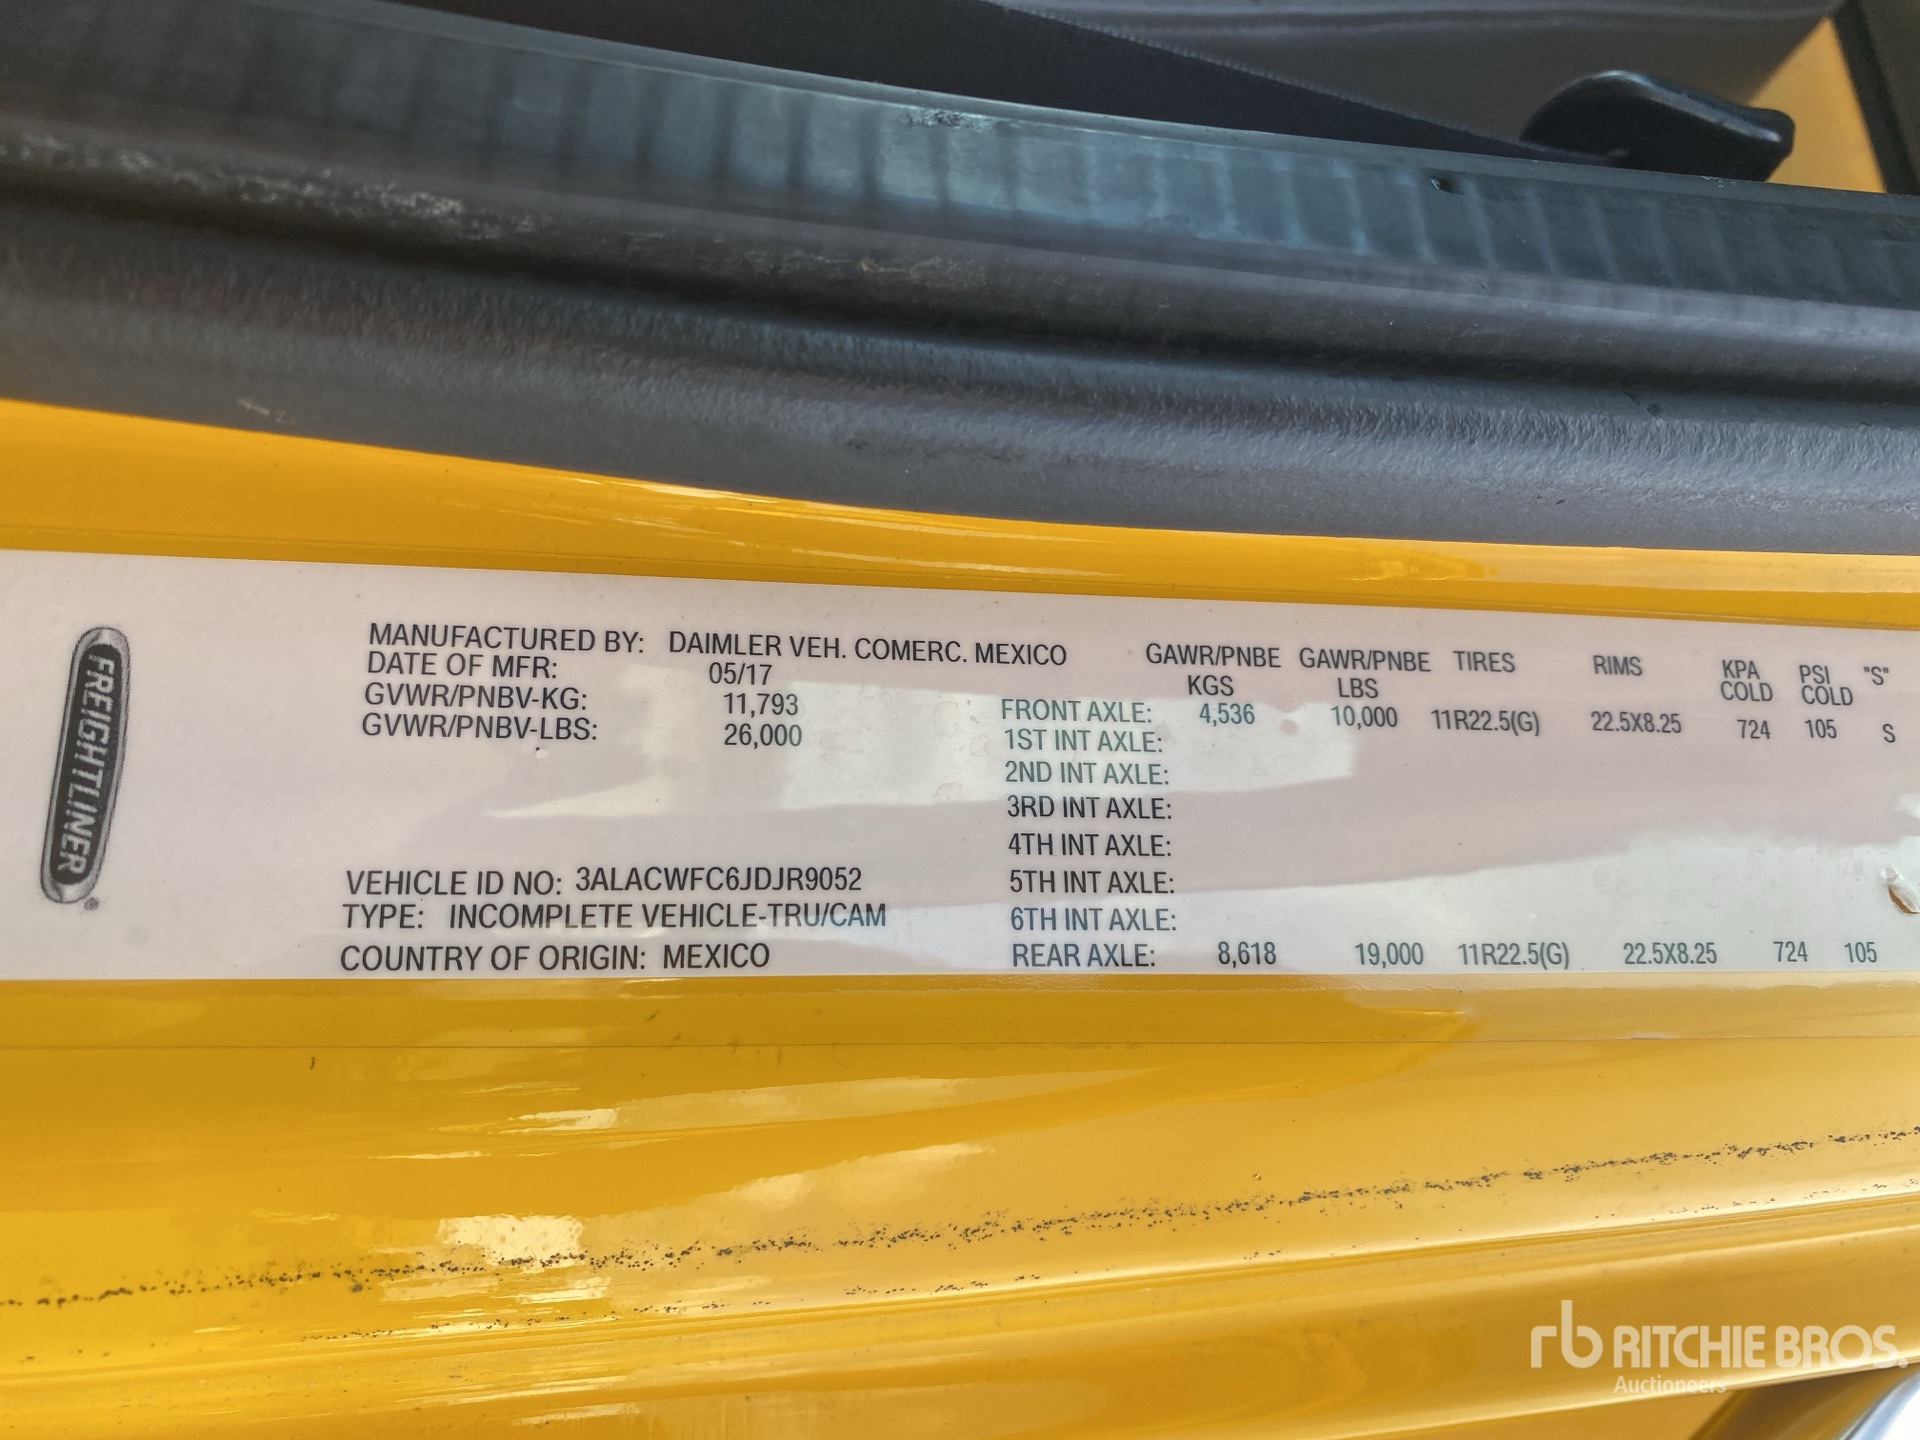 FREIGHTLINER
MANUFACTURED BY: DAIMLER VEH. COMERC. MEXICO
DATE OF MFR: 05/17
GVWR/PNBV-KG: 11,793
GVWR/PNBV-LBS: 26,000
VEHICLE ID NO: 3ALACWFC6JDJR9052
TYPE: INCOMPLETE VEHICLE-TRU/CAM
COUNTRY OF ORIGIN: MEXICO
GAWR/PNBE GAWR/PNBE TIRES RIMS KPA PSI "S"
KGS LBS COLD COLD
FRONT AXLE: 4,536 10,000 11R22.5(G) 22.5X8.25 724 105 S
1ST INT AXLE:
2ND INT AXLE:
3RD INT AXLE:
4TH INT AXLE:
5TH INT AXLE:
6TH INT AXLE:
REAR AXLE: 8,618 19,000 11R22.5(G) 22.5X8.25 724 105
rb RITCHIE BROS.
Auctioneers